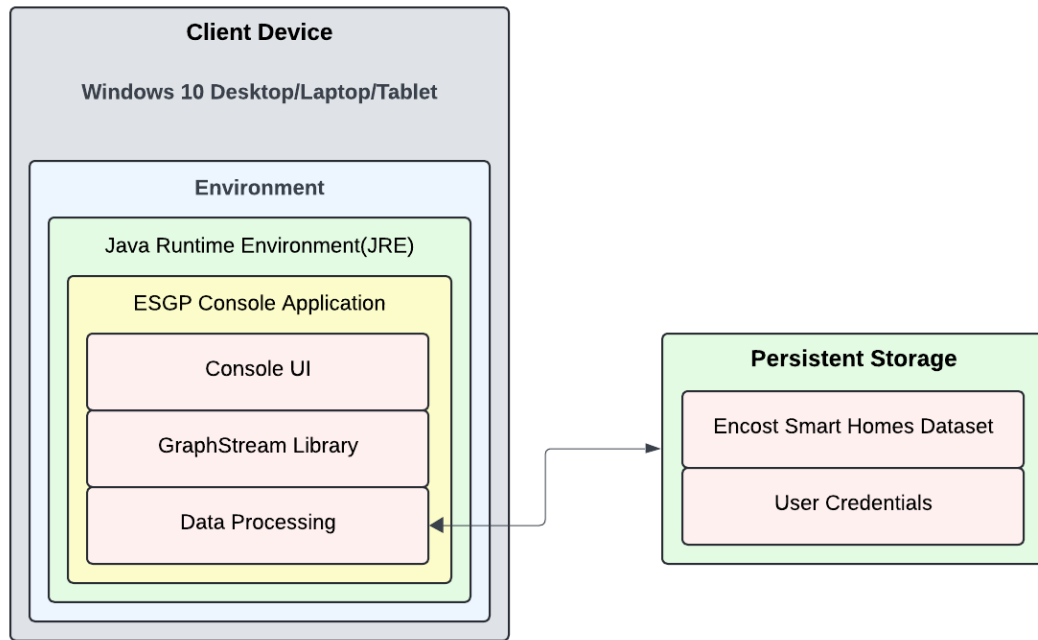 Client Device
Windows 10 Desktop/Laptop/Tablet
Environment
Java Runtime Environment(JRE)
ESGP Console Application
Console UI
GraphStream Library
Data Processing
Persistent Storage
Encost Smart Homes Dataset
User Credentials